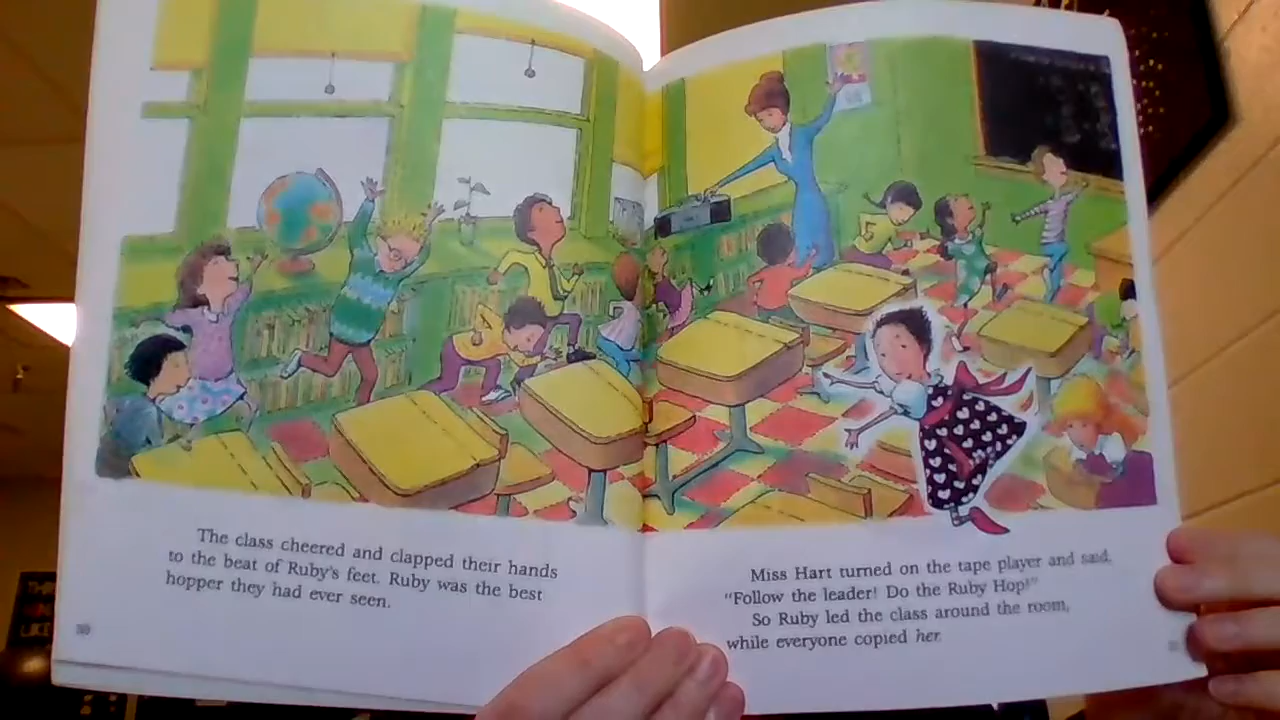 The class cheered and clapped their hands
to the beat of Ruby's feet. Ruby was the best
hopper they had ever seen.
Miss Hart turned on the tape player and said,
"Follow the leader! Do the Ruby Hop!"
So Ruby led the class around the room,
while everyone copied her.